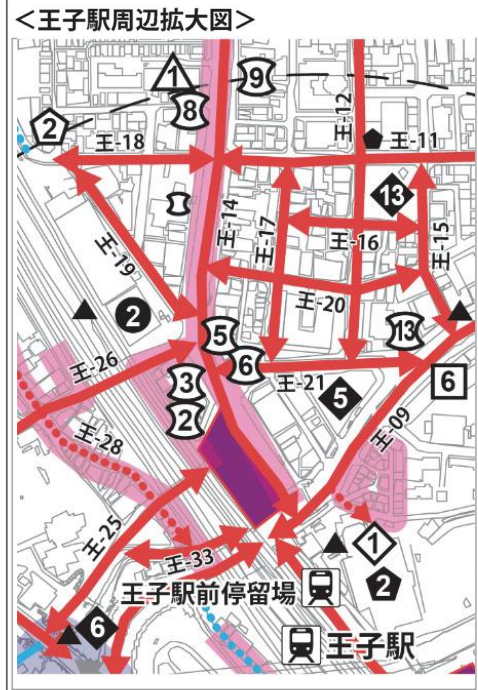 <王子駅周辺拡大図>
1
9
8
2
王-12
王-18
王-11
13
王-14
王-17
王-16
王-15
王-19
王-20
2
5
13
王-26
6
3
王-21
6
2
5
王-09
王-28
王-25
1
王-33
2
王子駅前停留場
6
王子駅